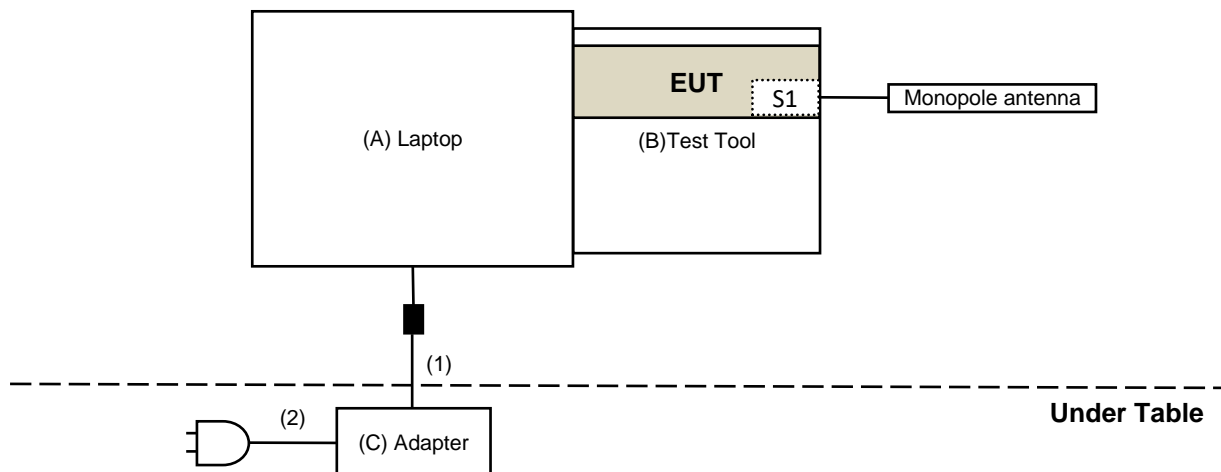 EUT
S1
Monopole antenna
(A) Laptop
(B)Test Tool
(1)
Under Table
(2)
(C) Adapter